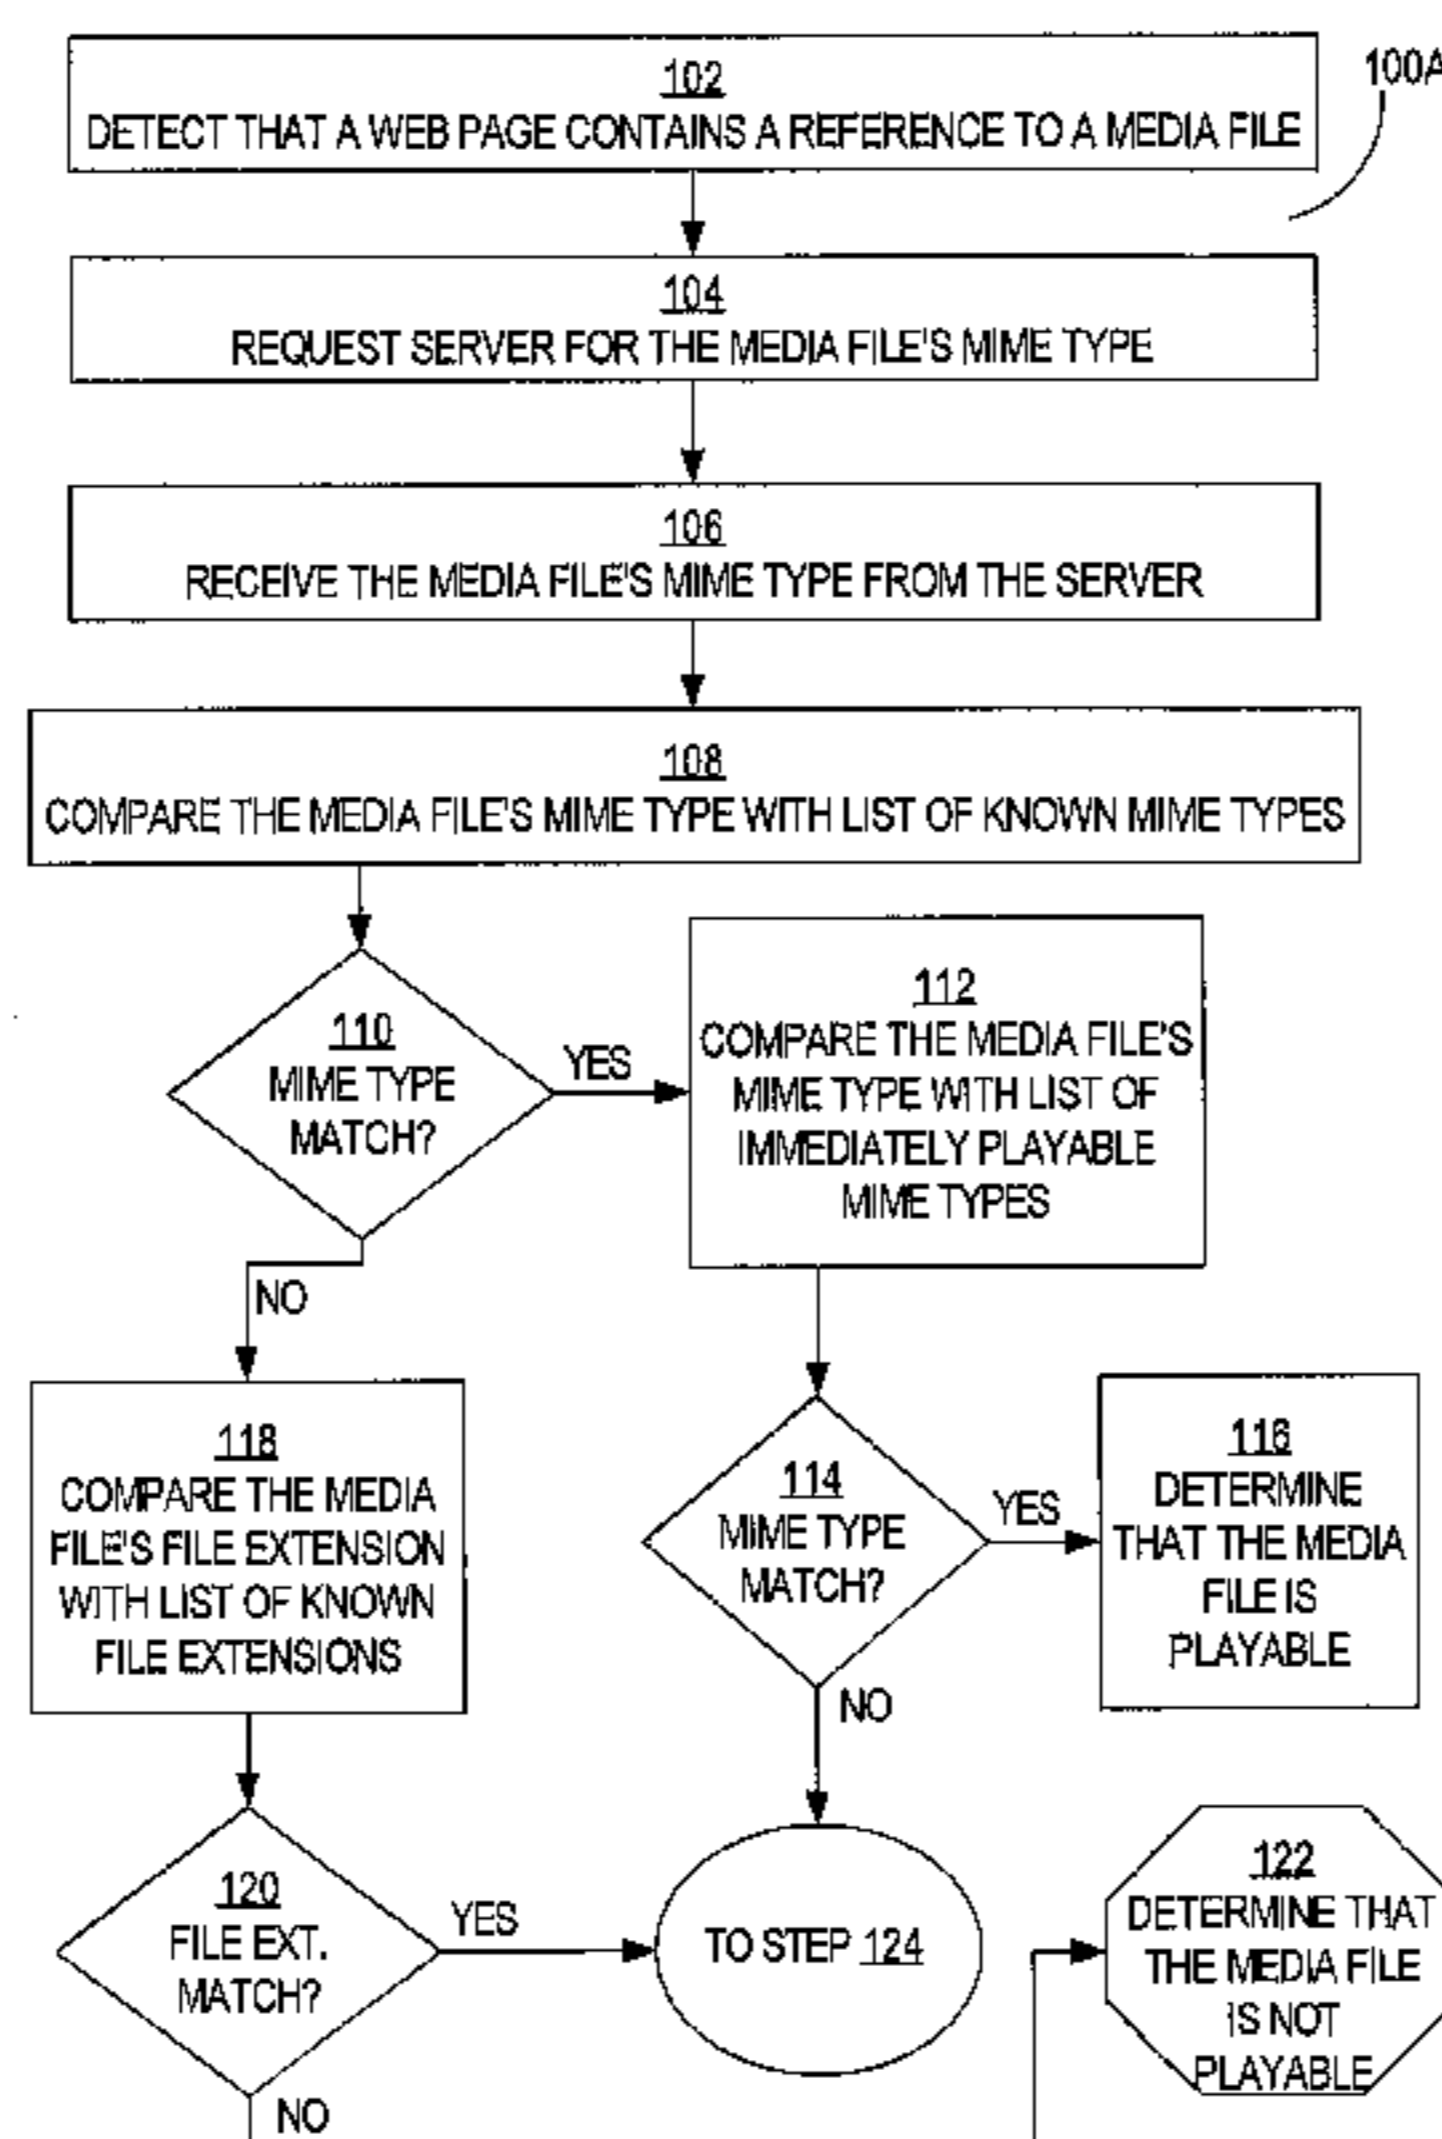 100A
102
DETECT THAT A WEB PAGE CONTAINS A REFERENCE TO A MEDIA FILE
104
REQUEST SERVER FOR THE MEDIA FILE'S MIME TYPE
106
RECEIVE THE MEDIA FILE'S MIME TYPE FROM THE SERVER
108
COMPARE THE MEDIA FILE'S MIME TYPE WITH LIST OF KNOWN MIME TYPES
110
MIME TYPE
MATCH?
YES
112
COMPARE THE MEDIA FILE'S
MIME TYPE WITH LIST OF
IMMEDIATELY PLAYABLE
MIME TYPES
NO
118
COMPARE THE MEDIA
FILE'S FILE EXTENSION
WITH LIST OF KNOWN
FILE EXTENSIONS
114
MIME TYPE
MATCH?
YES
116
DETERMINE
THAT THE MEDIA
FILE IS
PLAYABLE
NO
120
FILE EXT.
MATCH?
YES
TO STEP 124
122
DETERMINE THAT
THE MEDIA FILE
IS NOT
PLAYABLE
NO